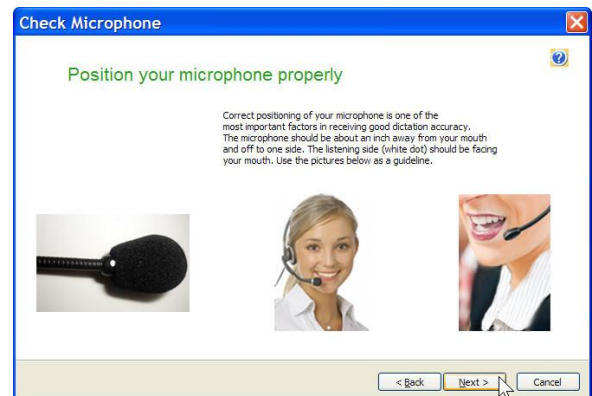 Check Microphone
Position your microphone properly
Correct positioning of your microphone is one of the
most important factors in receiving good dictation accuracy.
The microphone should be about an inch away from your mouth
and off to one side. The listening side (white dot) should be facing
your mouth. Use the pictures below as a guideline.
< Back Next > Cancel